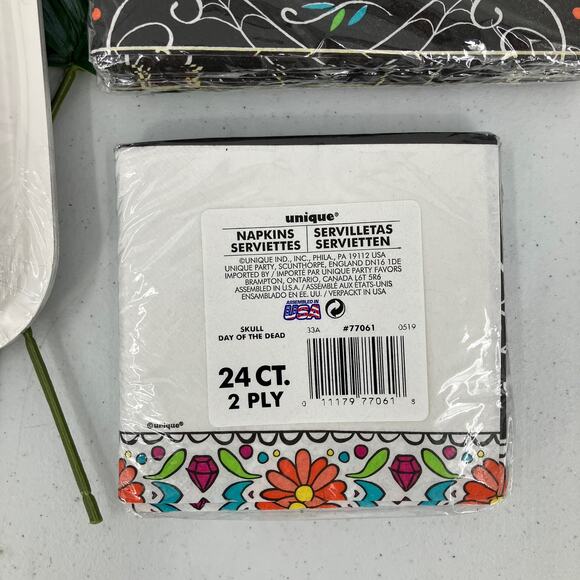 unique®
NAPKINS SERVILLETAS
SERVIETTES SERVIETTEN
©UNIQUE IND., INC., PHILA., PA 19112 USA
UNIQUE PARTY, SCUNTHORPE, ENGLAND DN16 1DE
IMPORTED BY / IMPORTÉ PAR UNIQUE PARTY FAVORS
BRAMPTON, ONTARIO, CANADA L6T 5R6
ASSEMBLED IN U.S.A. / ASSEMBLÉ AUX ÉTATS-UNIS
ENSAMBLADO EN EE. UU. / VERPACKT IN USA
ASSEMBLED IN
USA
SKULL
DAY OF THE DEAD
33A #77061 0519
24 CT.
2 PLY
0 11179 77061 8
©unique®